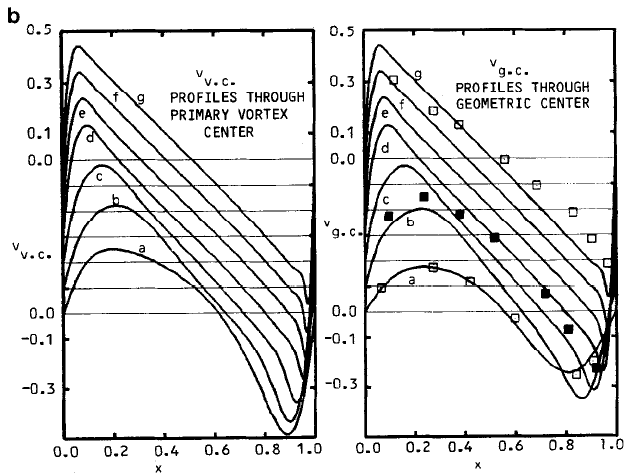 b
0.5
0.3
0.1
0.0
v v.c.
0.0
-0.1
-0.3
0.0 0.2 0.4 0.6 0.8 1.0
x
v v.c.
PROFILES THROUGH
PRIMARY VORTEX
CENTER
a
b
c
d
e
f
g
0.5
0.3
0.1
0.0
v g.c.
0.0
-0.1
-0.3
-0.5
0.0 0.2 0.4 0.6 0.8 1.0
x
v g.c.
PROFILES THROUGH
GEOMETRIC CENTER
a
b
c
d
e
f
g